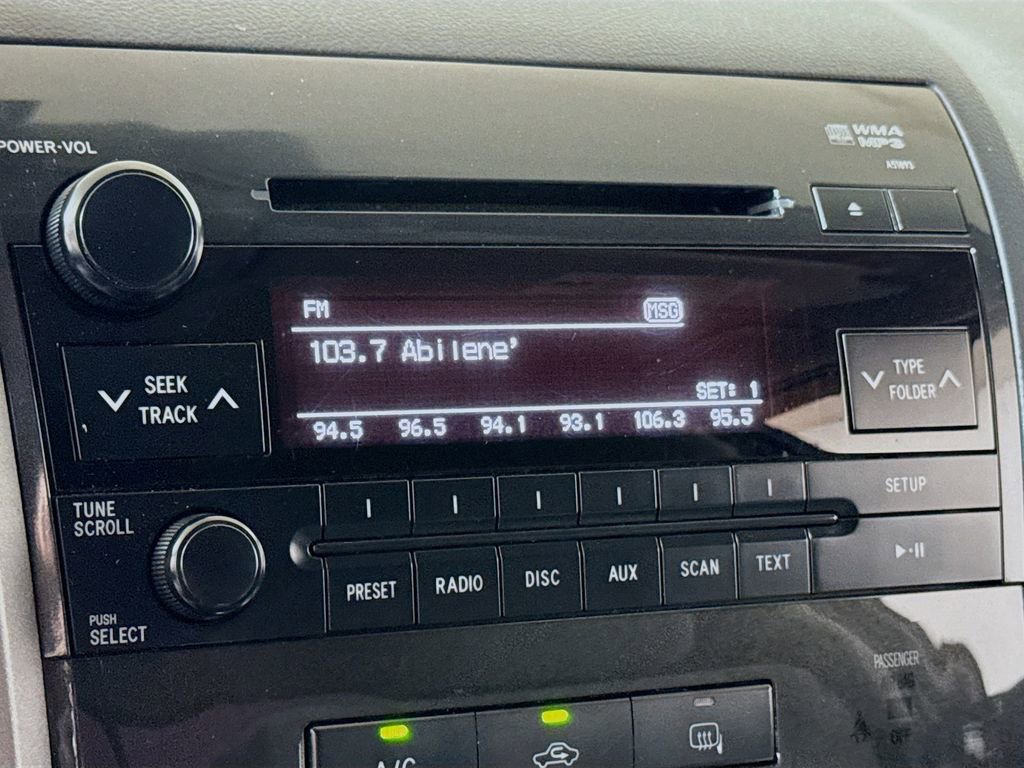 POWER·VOL
WMA
MP3
A51893
FM MSG
103.7 Abilene'
SET: 1
94.5 96.5 94.1 93.1 106.3 95.5
SEEK
TRACK
TYPE
FOLDER
TUNE
SCROLL
SETUP
PRESET RADIO DISC AUX SCAN TEXT
PUSH
SELECT
PASSENGER
OFF
A/C